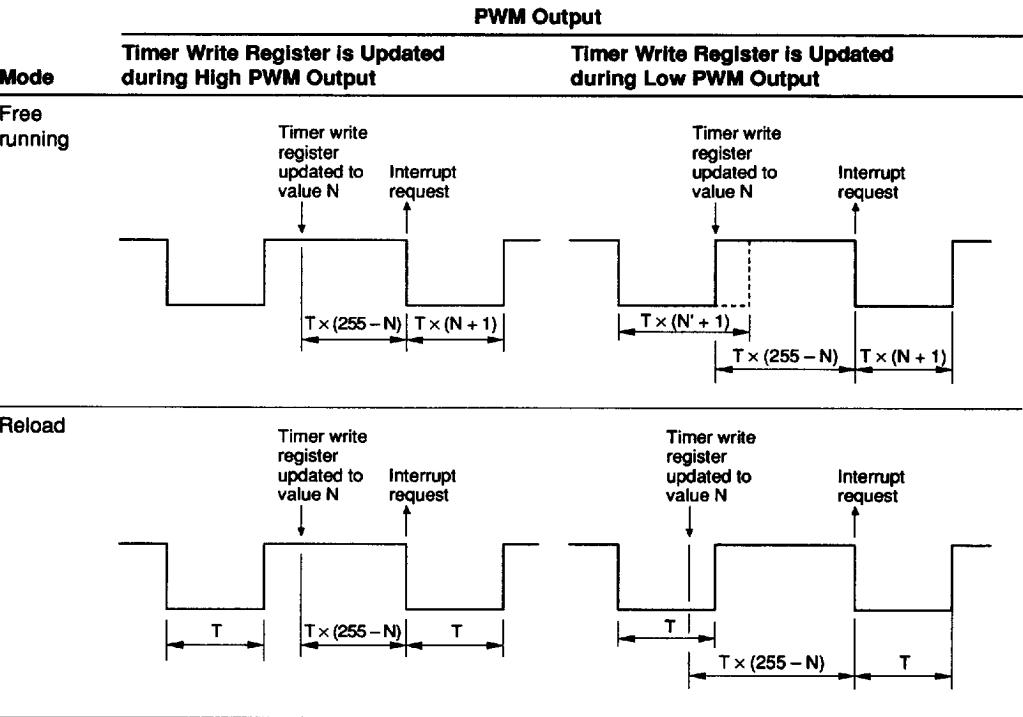 PWM Output
Mode
Timer Write Register is Updated
during High PWM Output
Timer Write Register is Updated
during Low PWM Output
Free
running
Timer write
register
updated to
value N
Interrupt
request
T × (255 – N)
T × (N + 1)
Timer write
register
updated to
value N
Interrupt
request
T × (N' + 1)
T × (255 – N)
T × (N + 1)
Reload
Timer write
register
updated to
value N
Interrupt
request
T
T × (255 – N)
T
Timer write
register
updated to
value N
Interrupt
request
T
T × (255 – N)
T